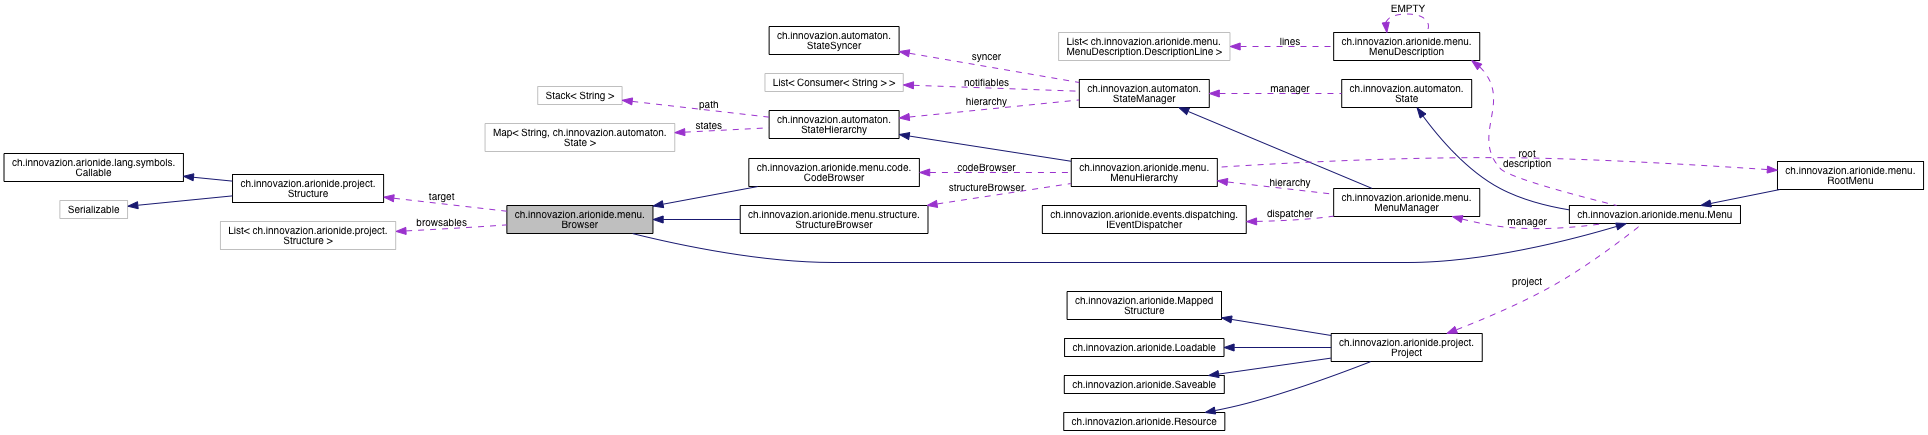 EMPTY
ch.innovazion.automaton.
StateSyncer
List< ch.innovazion.arionide.menu.
MenuDescription.DescriptionLine >
lines
ch.innovazion.arionide.menu.
MenuDescription
syncer
List< Consumer< String > >
notifiables
ch.innovazion.automaton.
StateManager
manager
ch.innovazion.automaton.
State
Stack< String >
path
hierarchy
ch.innovazion.automaton.
StateHierarchy
Map< String, ch.innovazion.automaton.
State >
states
root
description
ch.innovazion.arionide.lang.symbols.
Callable
ch.innovazion.arionide.menu.code.
CodeBrowser
codeBrowser
ch.innovazion.arionide.menu.
MenuHierarchy
ch.innovazion.arionide.menu.
RootMenu
ch.innovazion.arionide.project.
Structure
structureBrowser
hierarchy
target
ch.innovazion.arionide.menu.
MenuManager
Serializable
ch.innovazion.arionide.menu.
Browser
ch.innovazion.arionide.menu.structure.
StructureBrowser
ch.innovazion.arionide.events.dispatching.
IEventDispatcher
dispatcher
manager
ch.innovazion.arionide.menu.Menu
browsables
List< ch.innovazion.arionide.project.
Structure >
project
ch.innovazion.arionide.Mapped
Structure
ch.innovazion.arionide.Loadable
ch.innovazion.arionide.project.
Project
ch.innovazion.arionide.Saveable
ch.innovazion.arionide.Resource